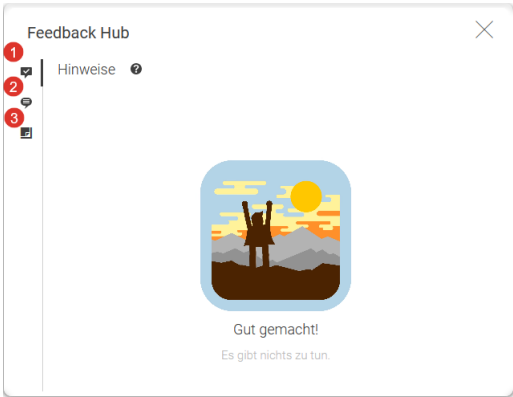 Feedback Hub
1
Hinweise ?
2
3
Gut gemacht!
Es gibt nichts zu tun.